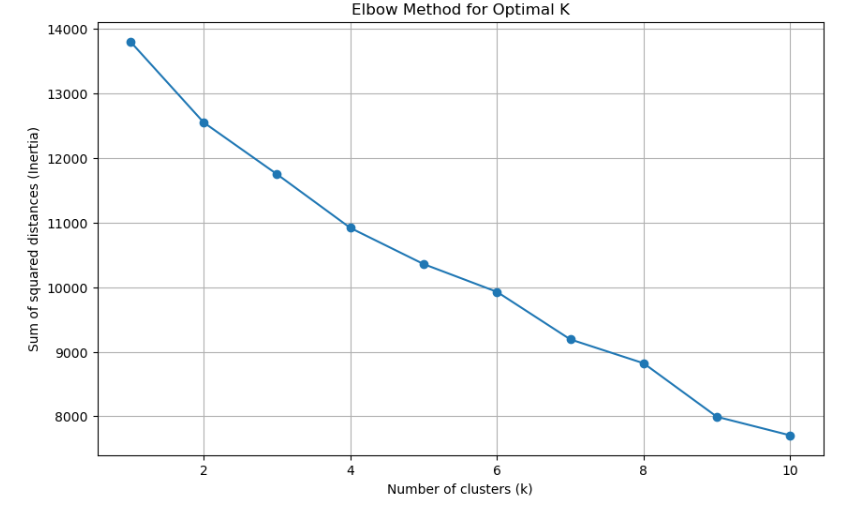 Elbow Method for Optimal K
14000
13000
12000
11000
10000
9000
8000
Sum of squared distances (Inertia)
2 4 6 8 10
Number of clusters (k)